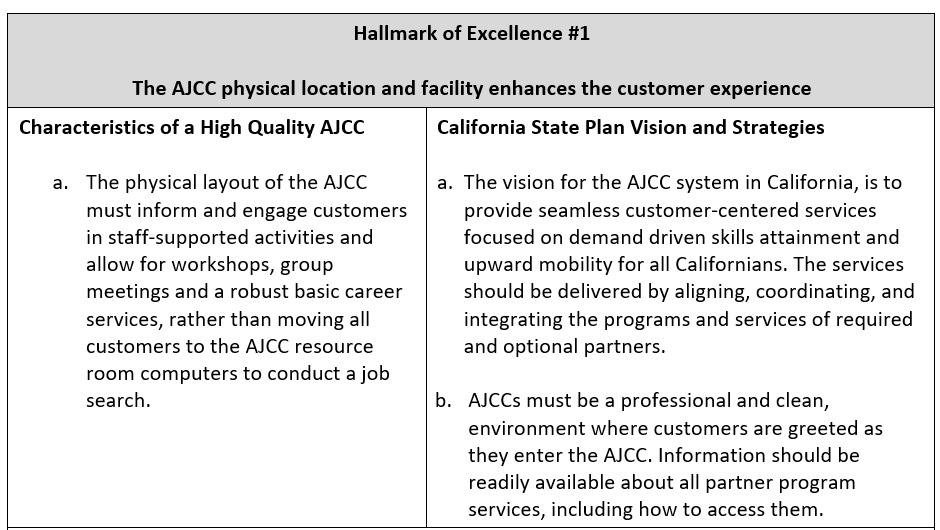 Hallmark of Excellence #1
The AJCC physical location and facility enhances the customer experience
Characteristics of a High Quality AJCC
a. The physical layout of the AJCC
must inform and engage customers
in staff-supported activities and
allow for workshops, group
meetings and a robust basic career
services, rather than moving all
customers to the AJCC resource
room computers to conduct a job
search.
California State Plan Vision and Strategies
a. The vision for the AJCC system in California, is to
provide seamless customer-centered services
focused on demand driven skills attainment and
upward mobility for all Californians. The services
should be delivered by aligning, coordinating, and
integrating the programs and services of required
and optional partners.
b. AJCCs must be a professional and clean,
environment where customers are greeted as
they enter the AJCC. Information should be
readily available about all partner program
services, including how to access them.